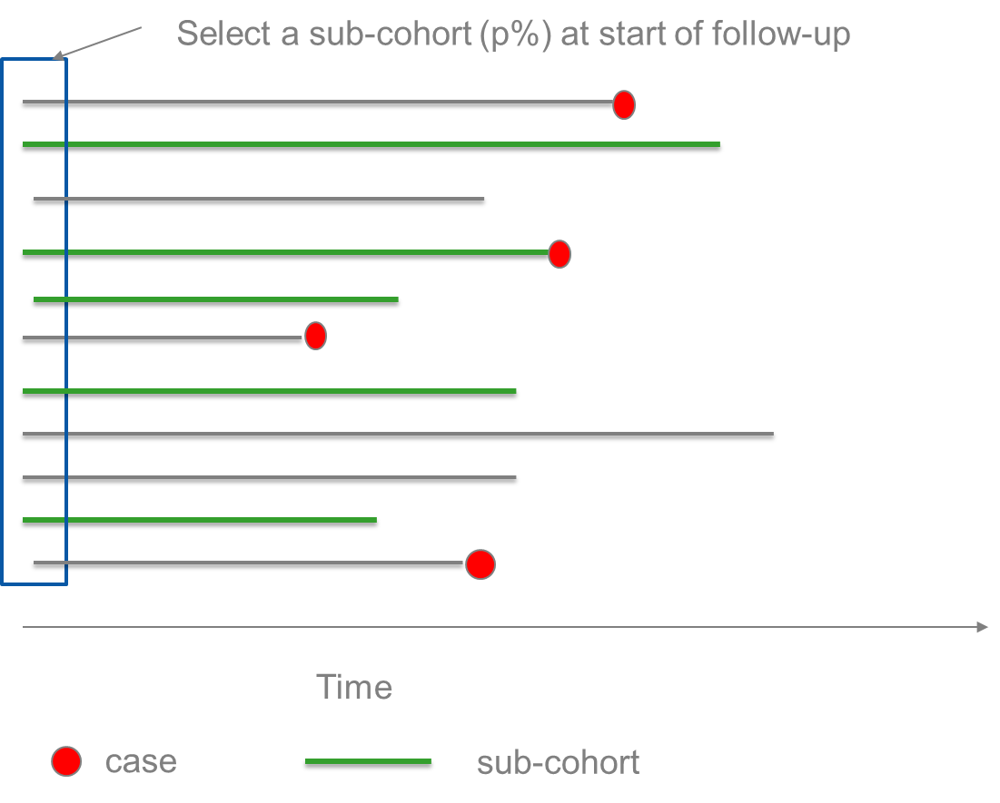 Select a sub-cohort (p%) at start of follow-up
Time
case
sub-cohort